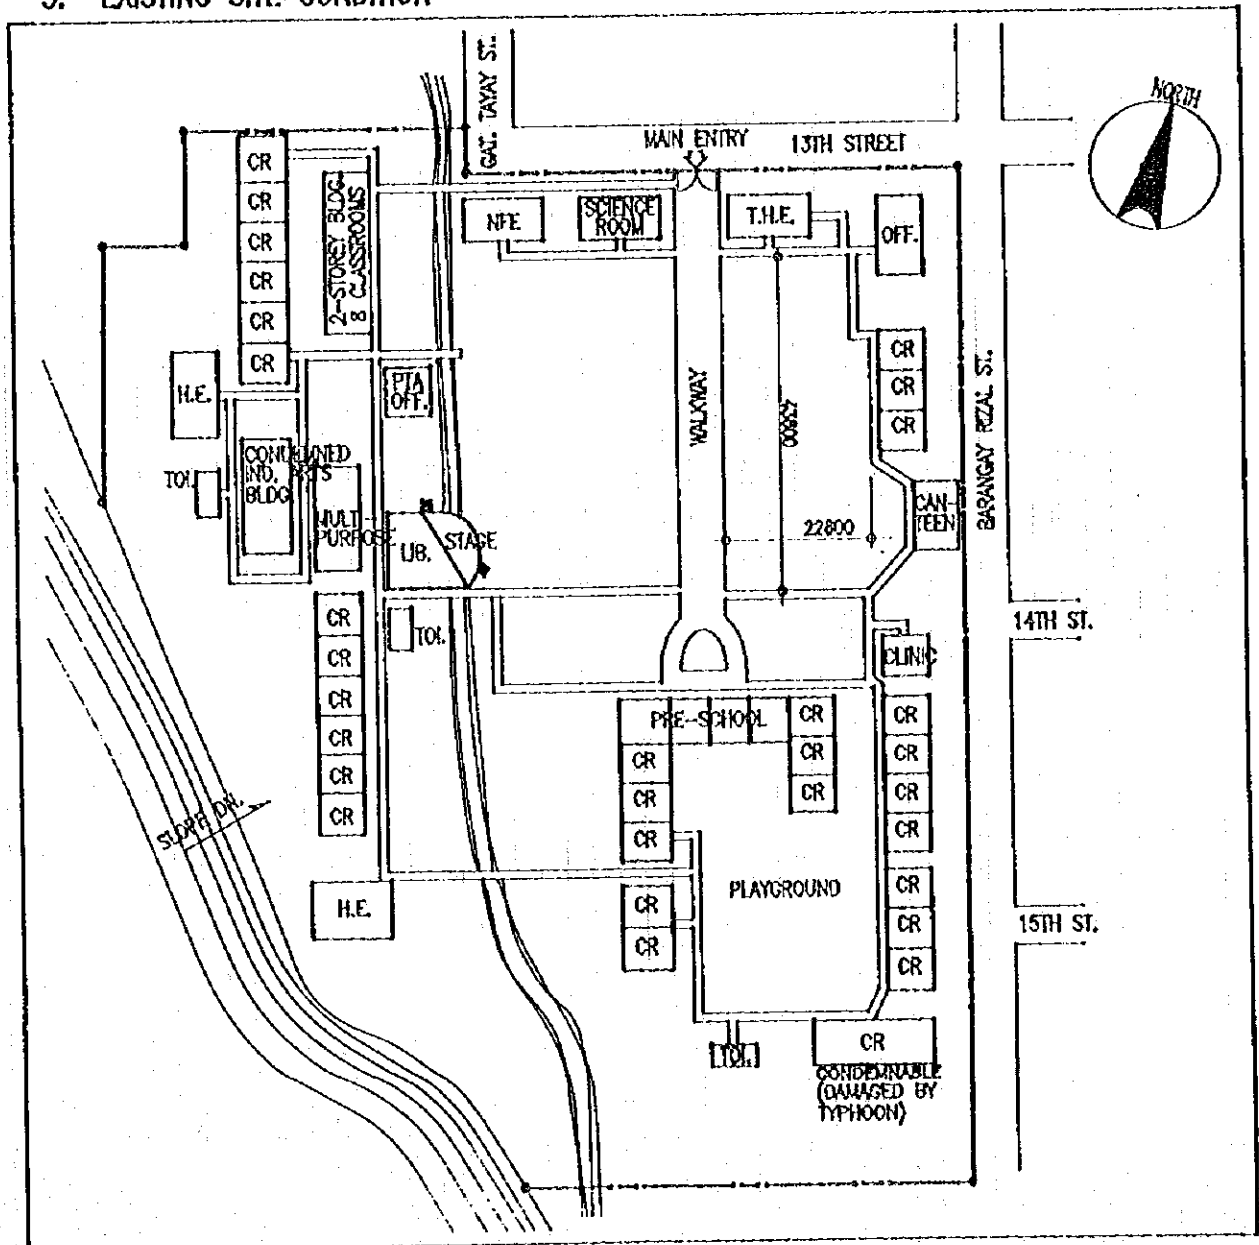 EXISTING
CONDITION
GAT. TAYAY ST.
MAIN ENTRY
13TH STREET
NORTH
CR
CR
CR
CR
CR
CR
2-STOREY BLDG.
8 CLASSROOMS
NFE
SCIENCE
ROOM
T.H.E.
OFF.
H.E.
PTA
OFF.
WALKWAY
CR
CR
CR
BARANGAY RIZAL ST.
TOI.
CONDEMNED
IND. ARTS
BLDG
MULTI-
PURPOSE
LIB.
STAGE
22800
CAN-
TEEN
TOI.
14TH ST.
CLINIC
CR
CR
CR
CR
CR
CR
PRE-SCHOOL
CR
CR
CR
CR
CR
CR
CR
CR
CR
CR
SLOPE DN.
H.E.
PLAYGROUND
CR
CR
CR
CR
CR
15TH ST.
TOI.
CR
CONDEMNABLE
(DAMAGED BY
TYPHOON)